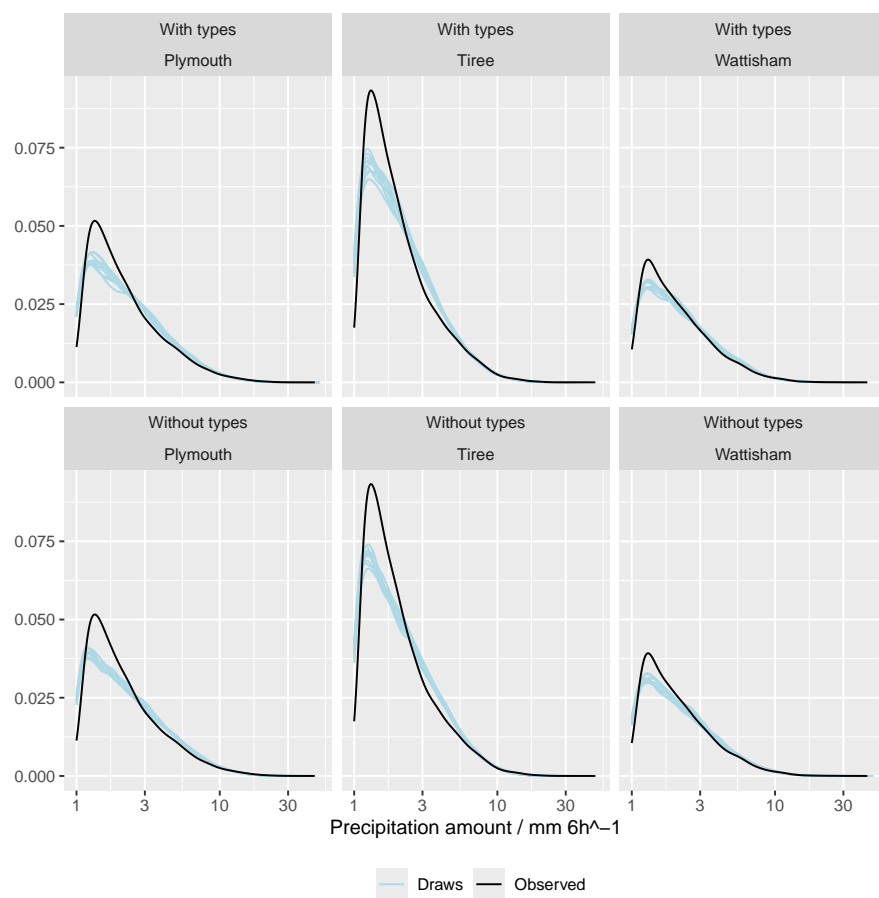 With types
With types
With types
Plymouth
Tiree
Wattisham
0.075
0.050
0.025
0.000
Without types
Without types
Without types
Plymouth
Tiree
Wattisham
0.075
0.050
0.025
0.000
1 3 10 30
1 3 10 30
1 3 10 30
Precipitation amount / mm 6h^−1
Draws
Observed